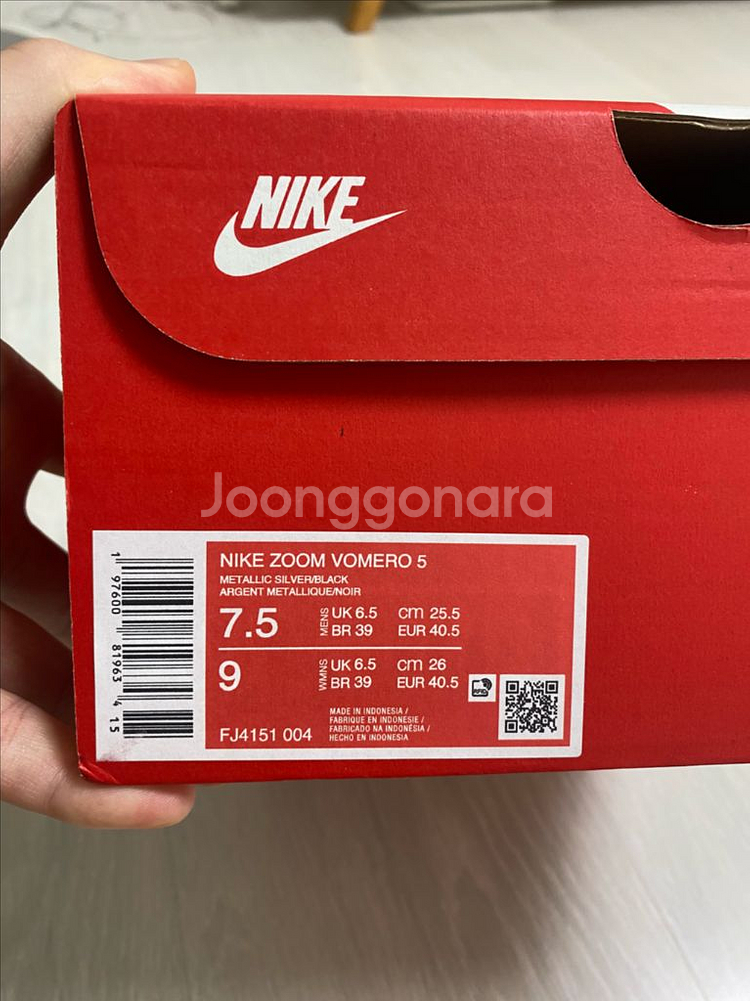 NIKE
Joonggonara
NIKE ZOOM VOMERO 5
METALLIC SILVER/BLACK
ARGENT METALLIQUE/NOIR
7.5 MENS UK 6.5 cm 25.5
BR 39 EUR 40.5
9 WMNS UK 6.5 cm 26
BR 39 EUR 40.5
RFID
FJ4151 004
MADE IN INDONESIA /
FABRIQUE EN INDONESIE /
FABRICADO NA INDONÉSIA /
HECHO EN INDONESIA
1 97600 81963 4 15